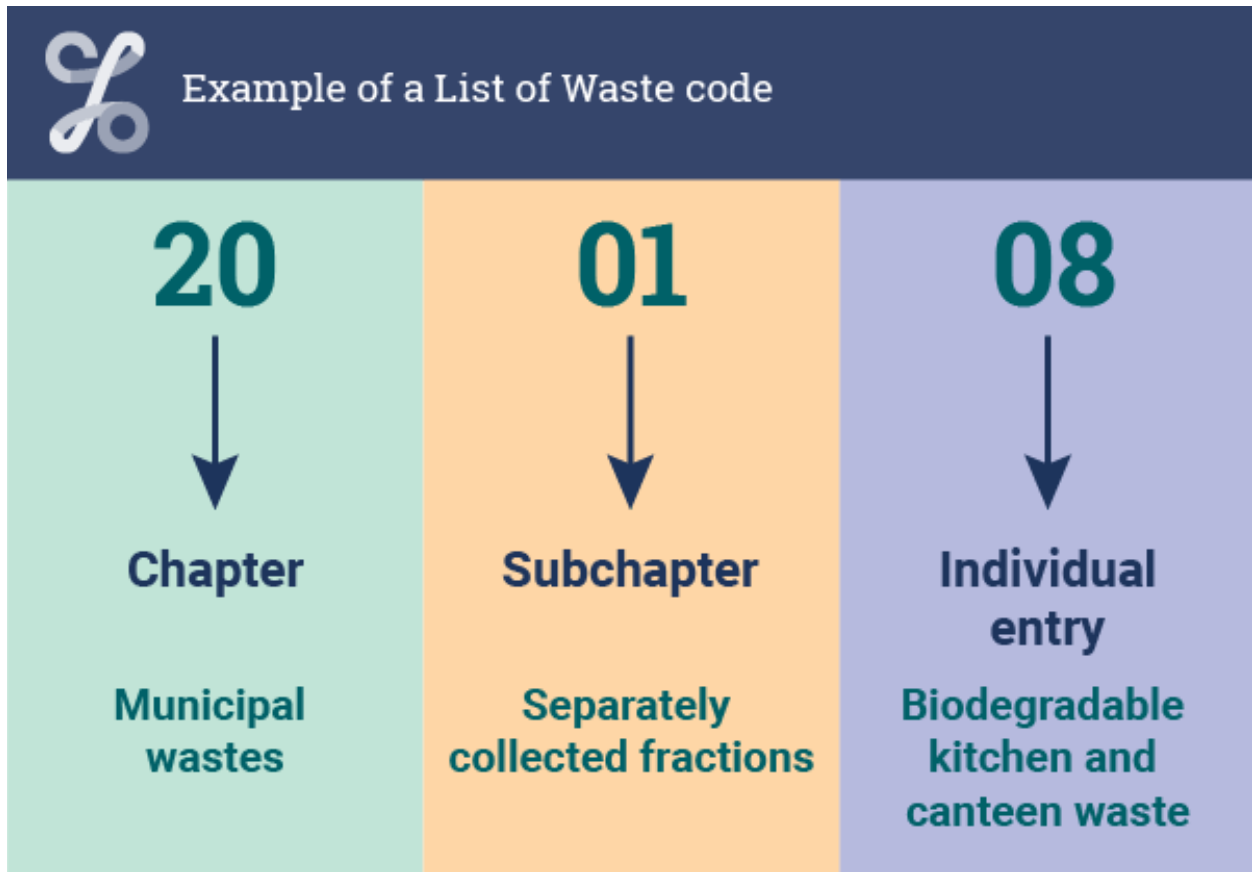 Example of a List of Waste code
20
01
08
Chapter
Subchapter
Individual
entry
Municipal
wastes
Separately
collected fractions
Biodegradable
kitchen and
canteen waste